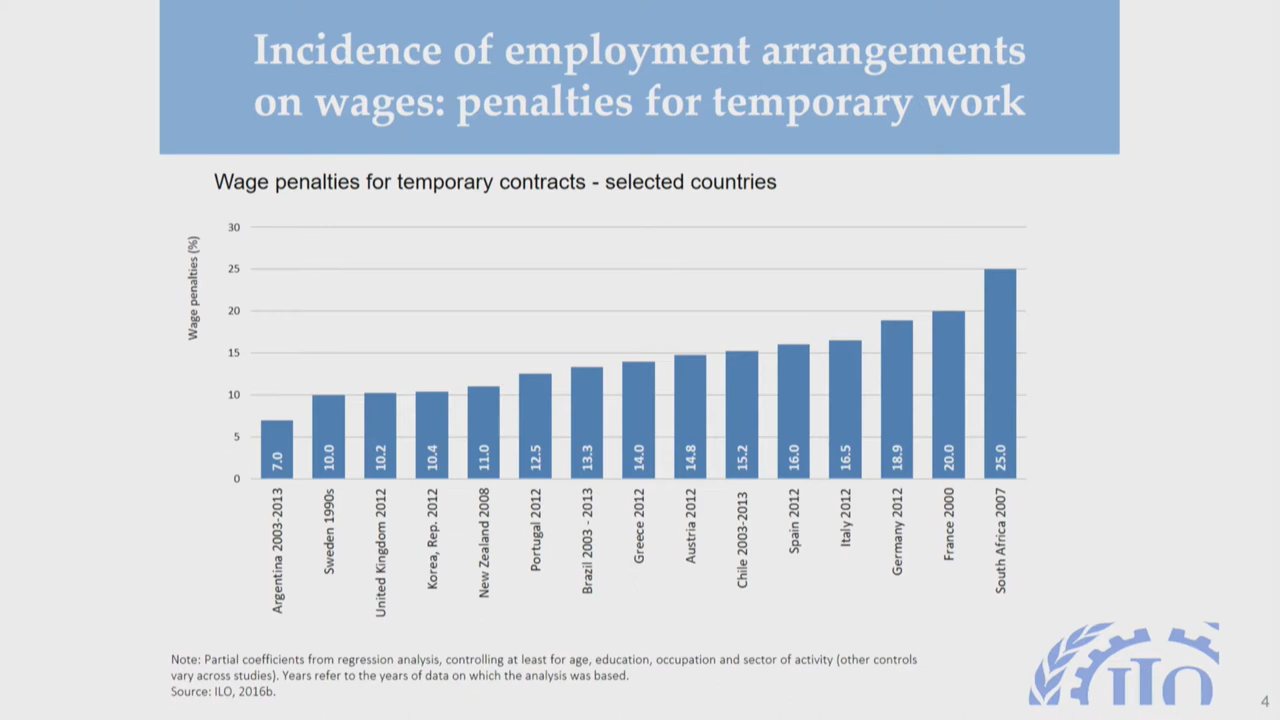 Incidence of employment arrangements
on wages: penalties for temporary work
Wage penalties for temporary contracts - selected countries
Wage penalties (%)
30
25
20
15
10
5
0
7.0
10.0
10.2
10.4
11.0
12.5
13.3
14.0
14.8
15.2
16.0
16.5
18.9
20.0
25.0
Argentina 2003-2013
Sweden 1990s
United Kingdom 2012
Korea, Rep. 2012
New Zealand 2008
Portugal 2012
Brazil 2003 - 2013
Greece 2012
Austria 2012
Chile 2003-2013
Spain 2012
Italy 2012
Germany 2012
France 2000
South Africa 2007
Note: Partial coefficients from regression analysis, controlling at least for age, education, occupation and sector of activity (other controls
vary across studies). Years refer to the years of data on which the analysis was based.
Source: ILO, 2016b.
ILO
4